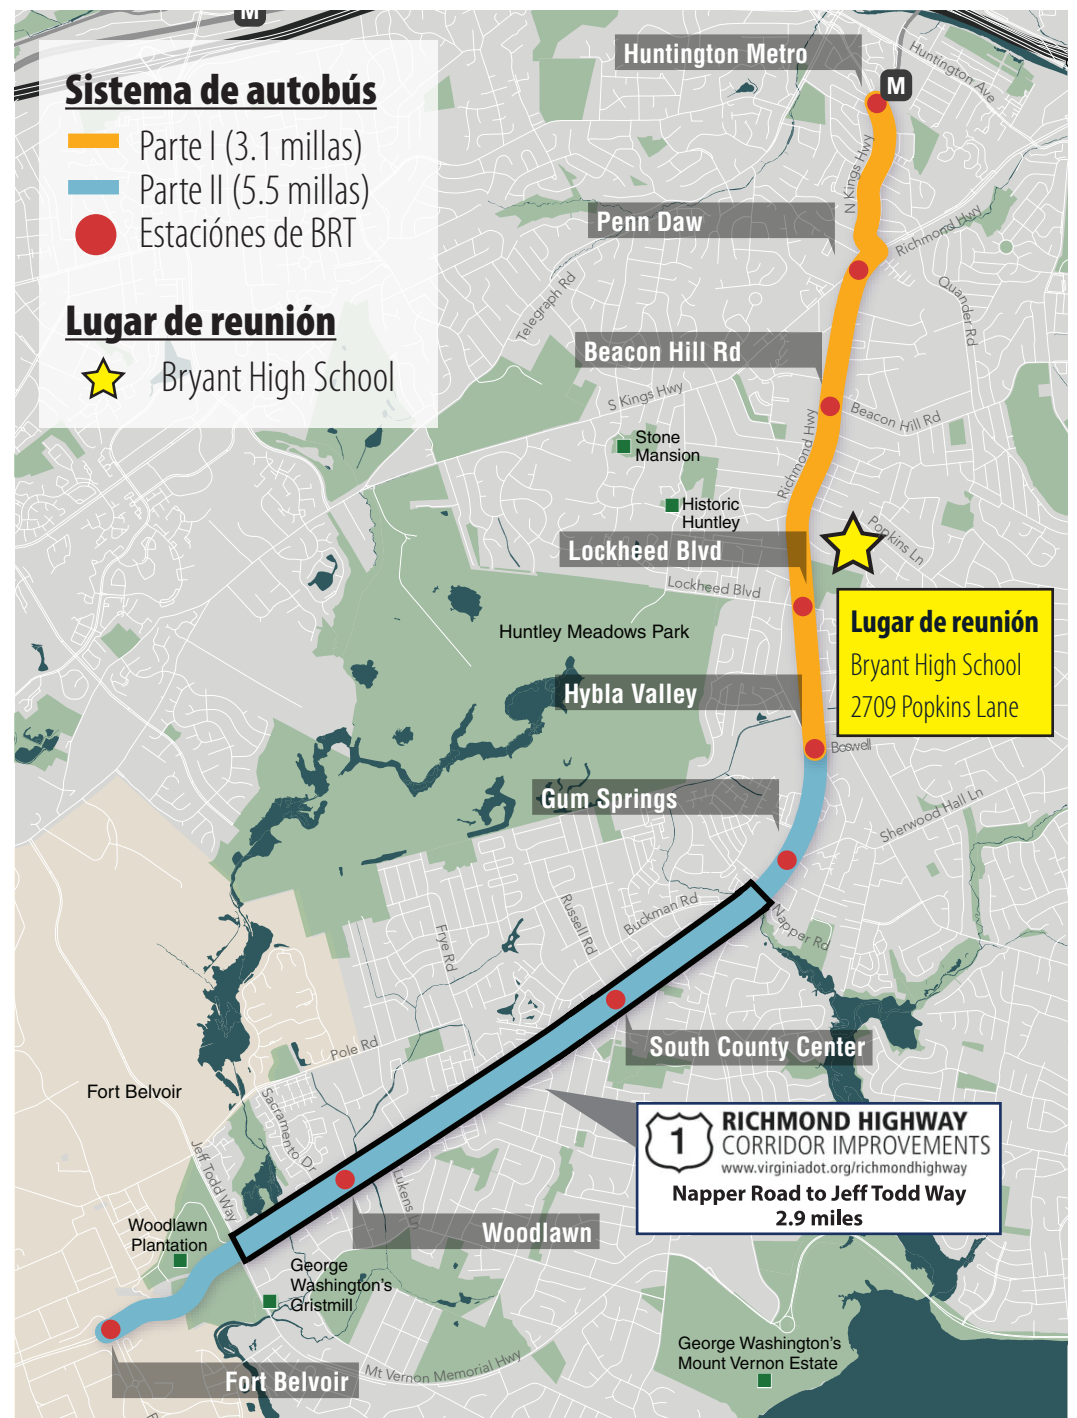 M
Sistema de autobús
Parte I (3.1 millas)
Parte II (5.5 millas)
Estaciónes de BRT
Lugar de reunión
Bryant High School
Huntington Metro
M
Huntington Ave
N Kings Hwy
Penn Daw
Richmond Hwy
Telegraph Rd
Quander Rd
Beacon Hill Rd
S Kings Hwy
Beacon Hill Rd
Richmond Hwy
Stone
Mansion
Historic
Huntley
Popkins Ln
Lockheed Blvd
Lockheed Blvd
Lugar de reunión
Bryant High School
2709 Popkins Lane
Huntley Meadows Park
Hybla Valley
Boswell
Gum Springs
Sherwood Hall Ln
Buckman Rd
Russell Rd
Napper Rd
Frye Rd
South County Center
Pole Rd
Fort Belvoir
Sacramento Dr
Jeff Todd Way
Lukens Ln
1
RICHMOND HIGHWAY
CORRIDOR IMPROVEMENTS
www.virginiadot.org/richmondhighway
Napper Road to Jeff Todd Way
2.9 miles
Woodlawn
Woodlawn
Plantation
George
Washington's
Gristmill
George Washington's
Mount Vernon Estate
Mt Vernon Memorial Hwy
Fort Belvoir